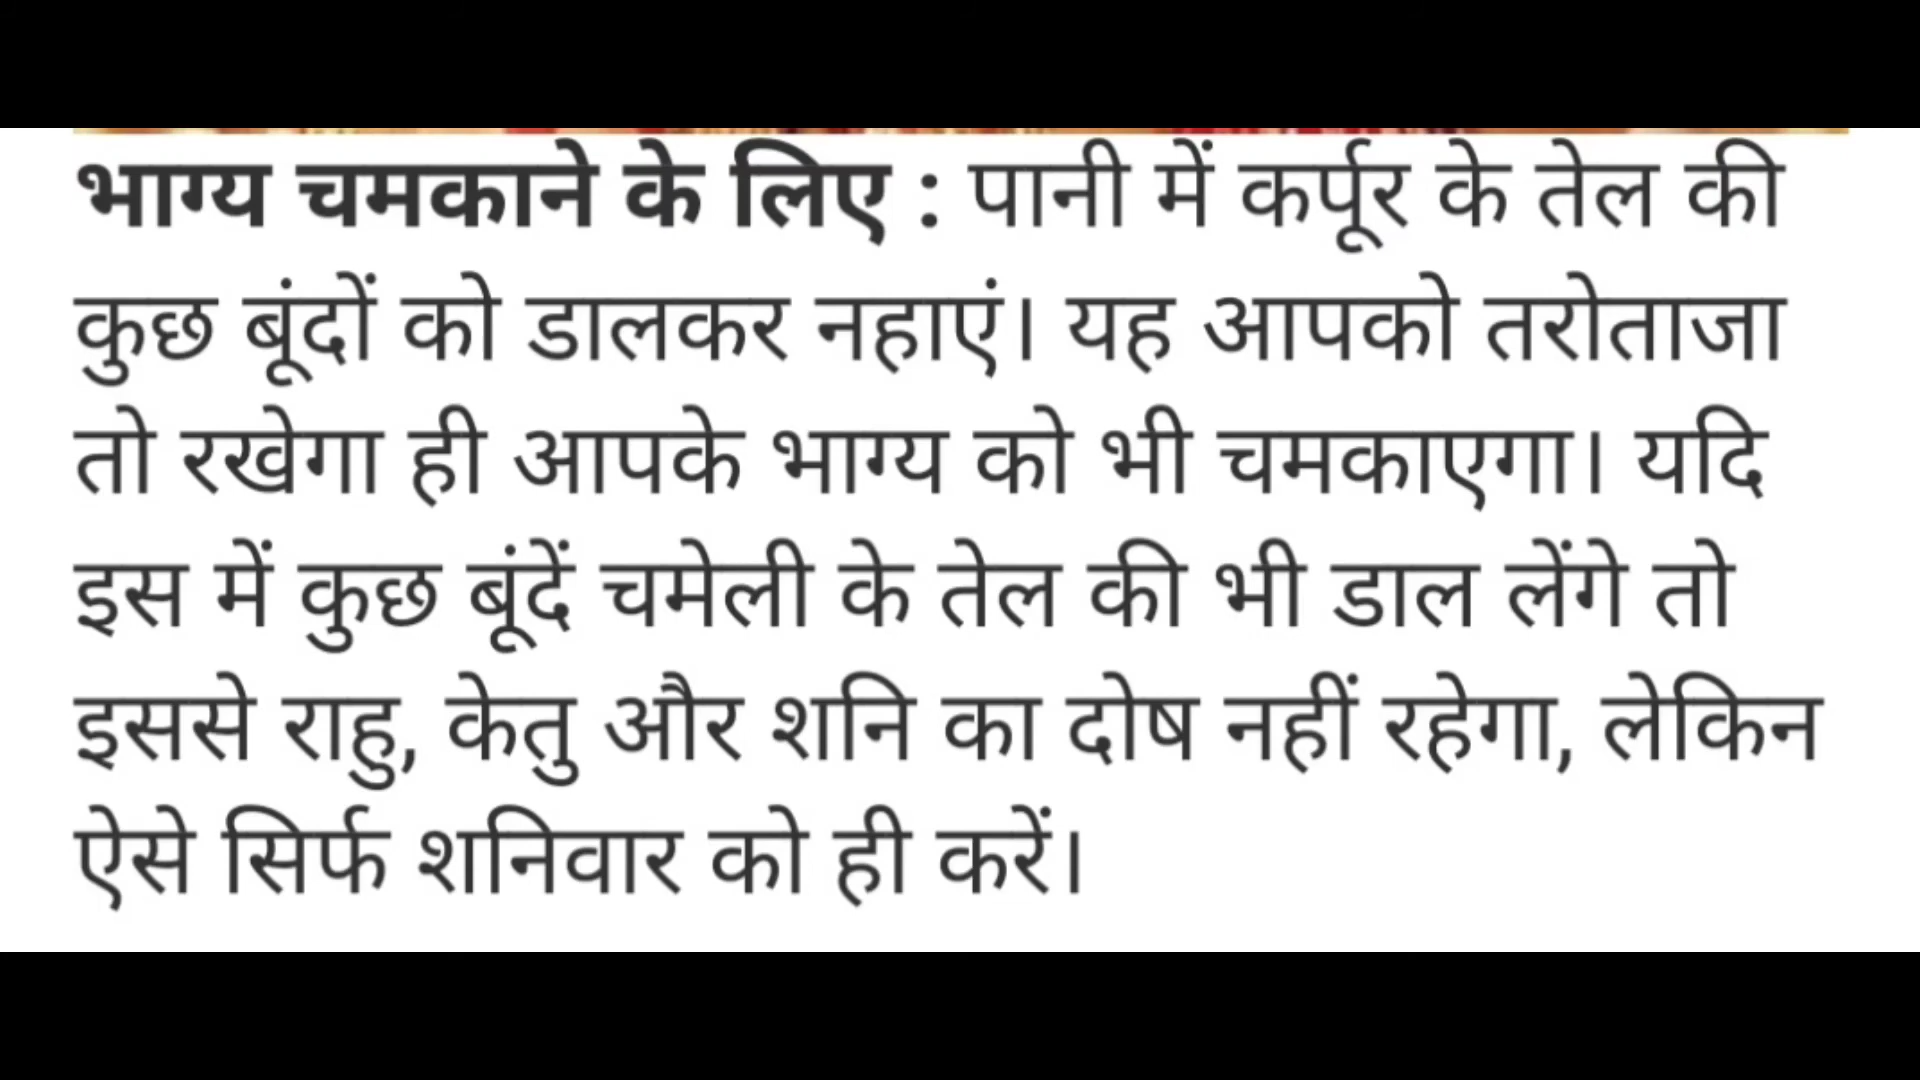 भाग्य चमकाने के लिए : पानी में कर्पूर के तेल की
कुछ बूंदों को डालकर नहाएं। यह आपको तरोताजा
तो रखेगा ही आपके भाग्य को भी चमकाएगा। यदि
इस में कुछ बूंदें चमेली के तेल की भी डाल लेंगे तो
इससे राहु, केतु और शनि का दोष नहीं रहेगा, लेकिन
ऐसे सिर्फ शनिवार को ही करें।